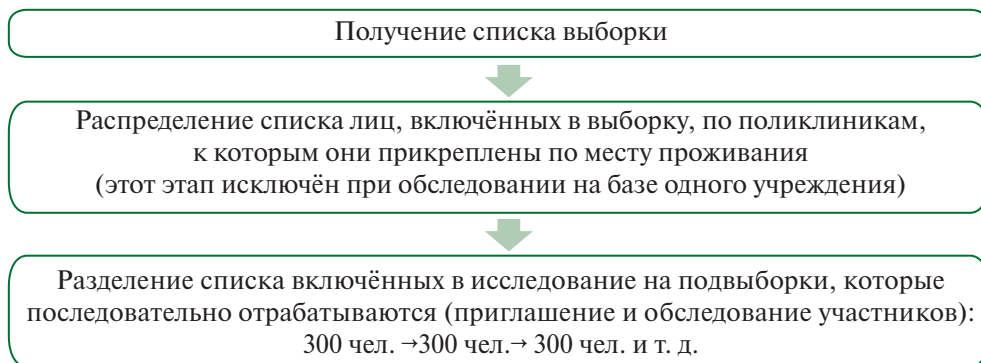 Получение списка выборки
Распределение списка лиц, включённых в выборку, по поликлиникам,
к которым они прикреплены по месту проживания
(этот этап исключён при обследовании на базе одного учреждения)
Разделение списка включённых в исследование на подвыборки, которые
последовательно отрабатываются (приглашение и обследование участников):
300 чел. →300 чел.→ 300 чел. и т. д.